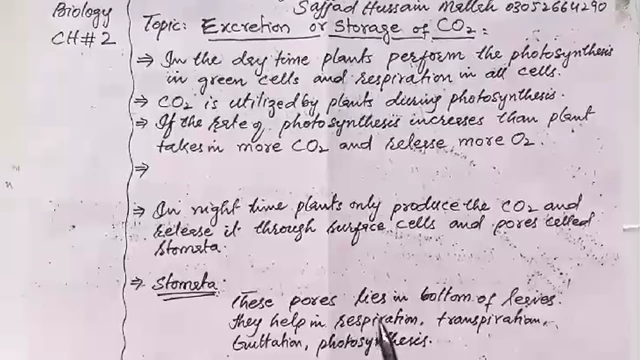 Biology
CH#2
Sajjad Hussain Mallah 03052664290
Topic: Excretion or Storage of CO2:
⇒ In the day time plants perform the photosynthesis
in green cells and respiration in all cells.
⇒ CO2 is utilized by plants during photosynthesis.
⇒ If the rate of photosynthesis increases than plant
takes in more CO2 and release more O2.
⇒
⇒ In night time plants only produce the CO2 and
release it through surface cells and pores called
stomata.
⇒ Stomata:
These pores lies in bottom of leaves.
they help in respiration, transpiration,
Guttation, photosynthesis.